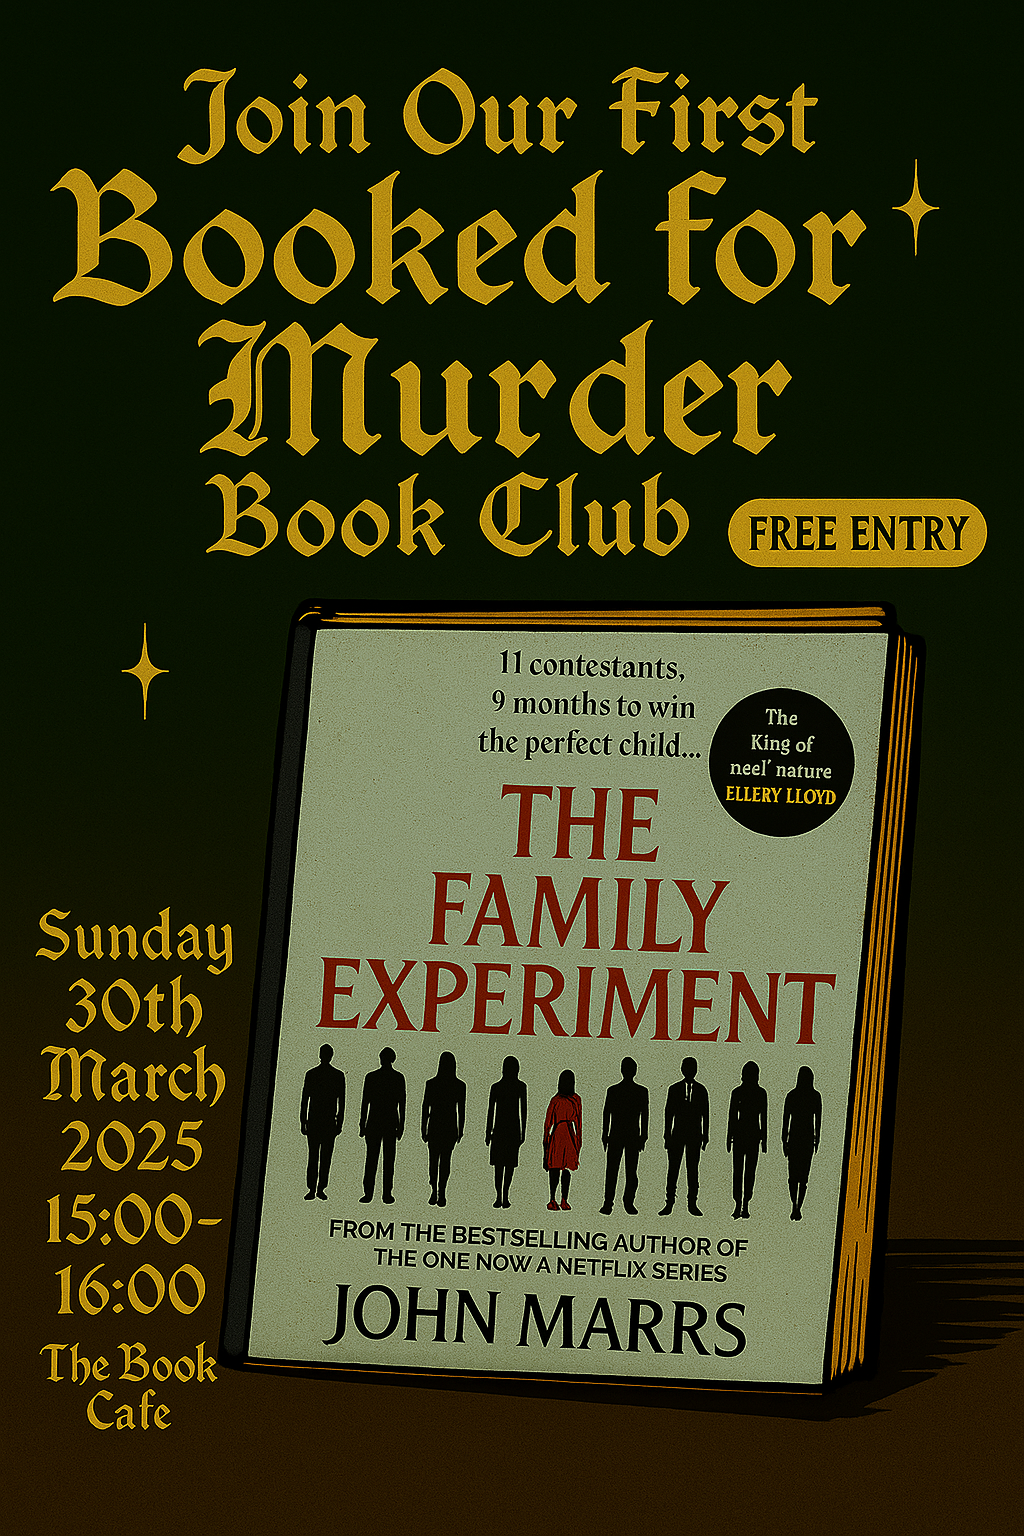 Join Our First
Booked for
Murder
Book Club
FREE ENTRY
11 contestants,
9 months to win
the perfect child...
The
King of
neel' nature
ELLERY LLOYD
THE
FAMILY
EXPERIMENT
FROM THE BESTSELLING AUTHOR OF
THE ONE NOW A NETFLIX SERIES
JOHN MARRS
Sunday
30th
March
2025
15:00-
16:00
The Book
Cafe